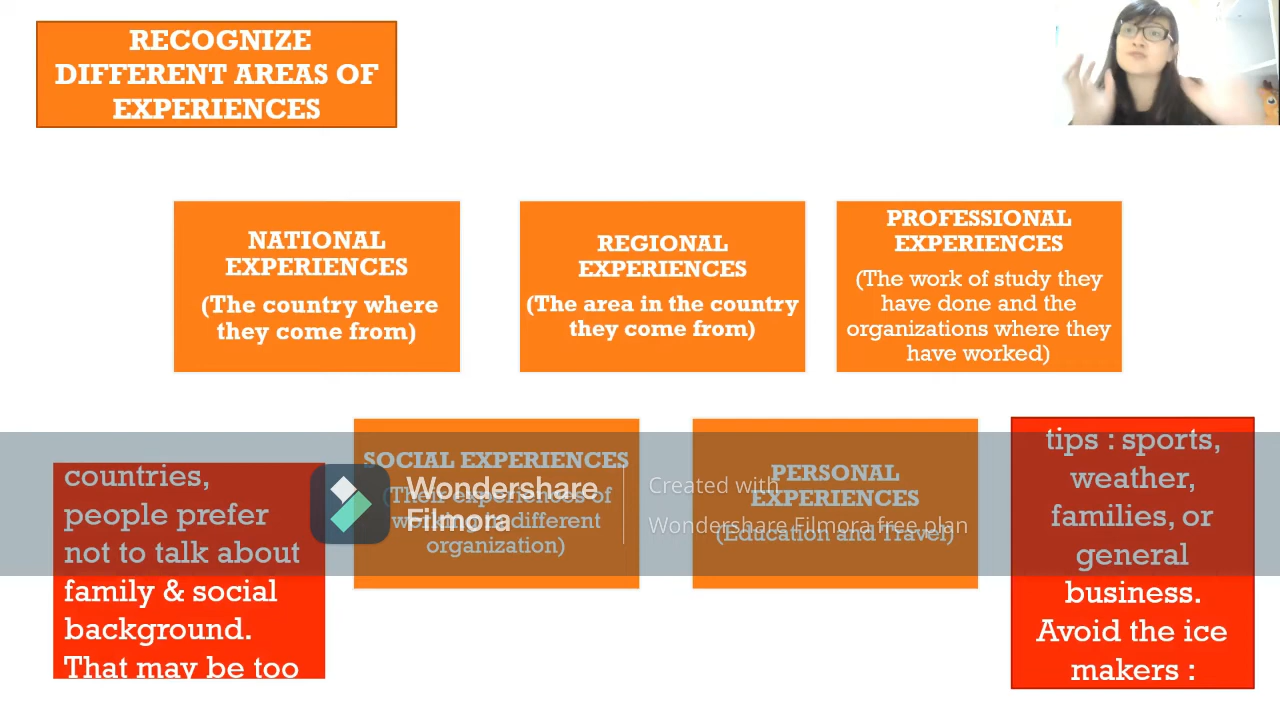 RECOGNIZE
DIFFERENT AREAS OF
EXPERIENCES
NATIONAL
EXPERIENCES
(The country where
they come from)
REGIONAL
EXPERIENCES
(The area in the country
they come from)
PROFESSIONAL
EXPERIENCES
(The work of study they
have done and the
organizations where they
have worked)
countries,
people prefer
not to talk about
family & social
background.
That may be too
SOCIAL EXPERIENCES
(Their experiences of
working in different
organization)
PERSONAL
EXPERIENCES
(Education and Travel)
tips : sports,
weather,
families, or
general
business.
Avoid the ice
makers :
Wondershare
Filmora
Created with
Wondershare Filmora free plan